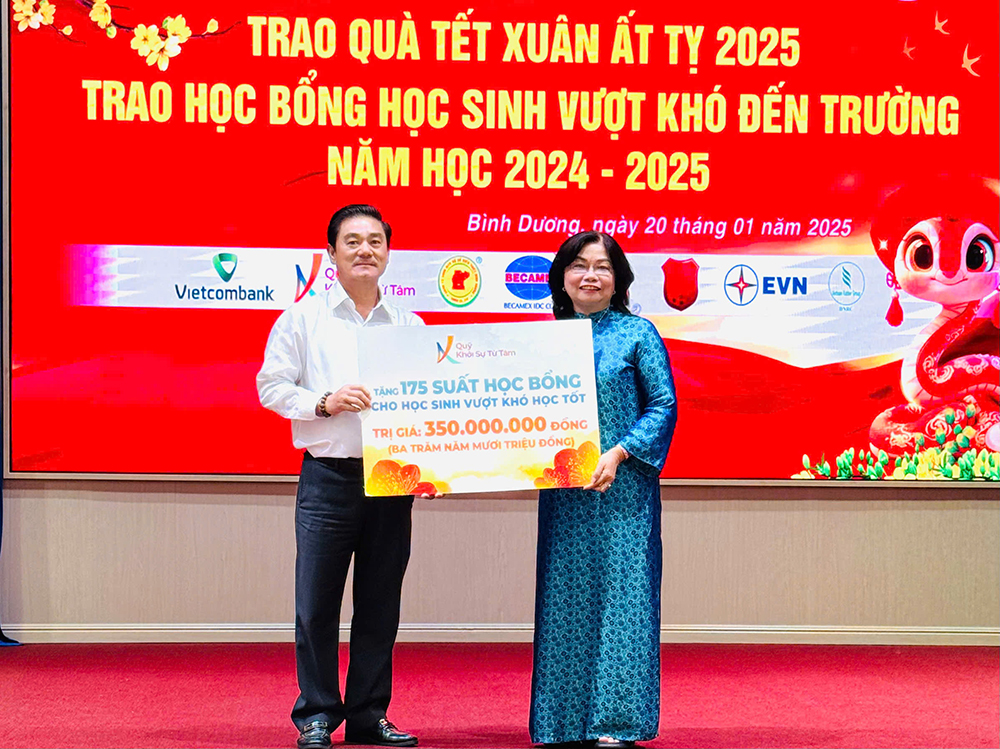 TRAO QUÀ TẾT XUÂN ẤT TỴ 2025
TRAO HỌC BỔNG HỌC SINH VƯỢT KHÓ ĐẾN TRƯỜNG
NĂM HỌC 2024 - 2025
Bình Dương, ngày 20 tháng 01 năm 2025
Vietcombank
BECAMEX
BECAMEX IDC
EVN
Quỹ
Khởi Sự Từ Tâm
TẶNG 175 SUẤT HỌC BỔNG
CHO HỌC SINH VƯỢT KHÓ HỌC TỐT
TRỊ GIÁ: 350.000.000 ĐỒNG
(BA TRĂM NĂM MƯƠI TRIỆU ĐỒNG)